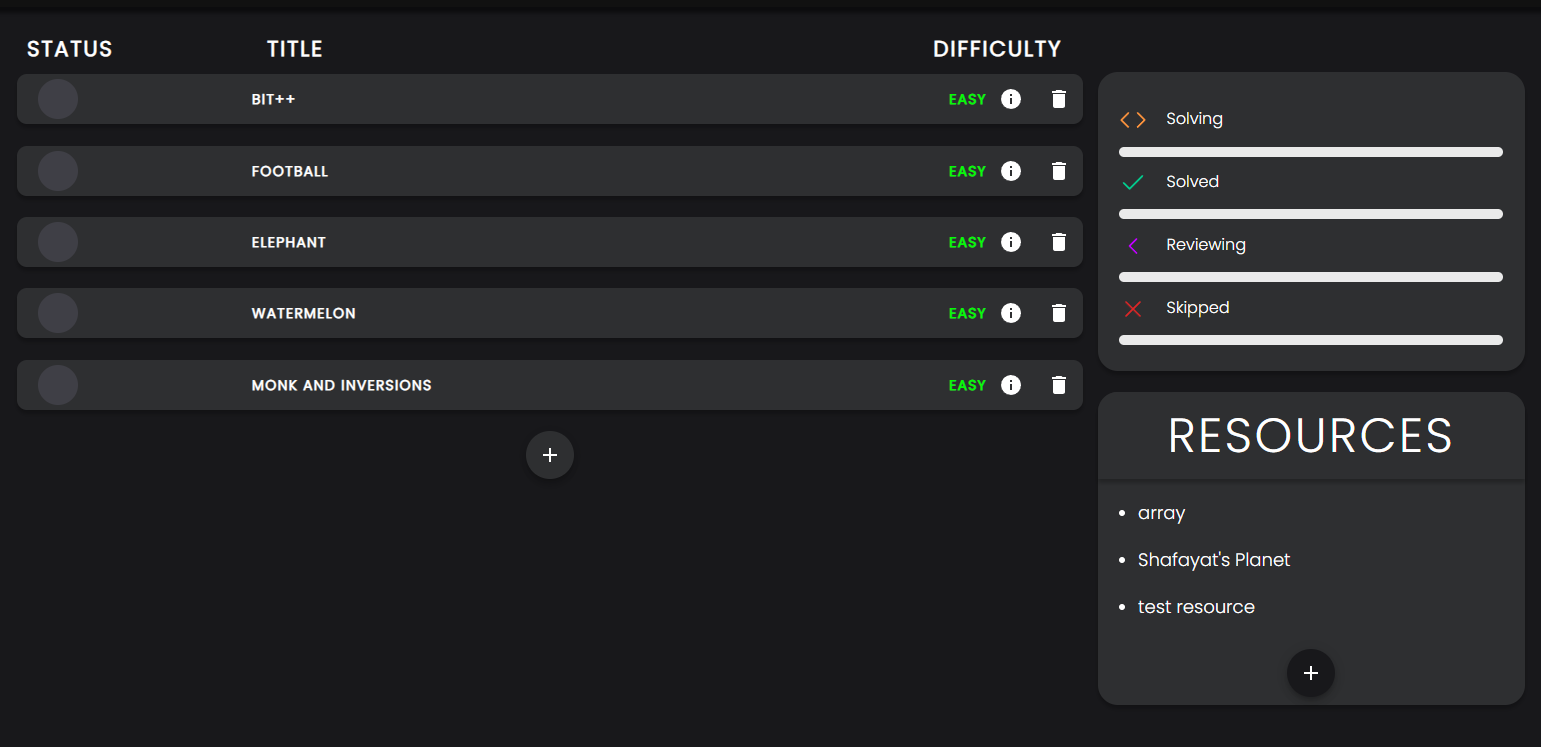 STATUS TITLE DIFFICULTY
BIT++ EASY
FOOTBALL EASY
ELEPHANT EASY
WATERMELON EASY
MONK AND INVERSIONS EASY
Solving
Solved
Reviewing
Skipped
RESOURCES
• array
• Shafayat's Planet
• test resource